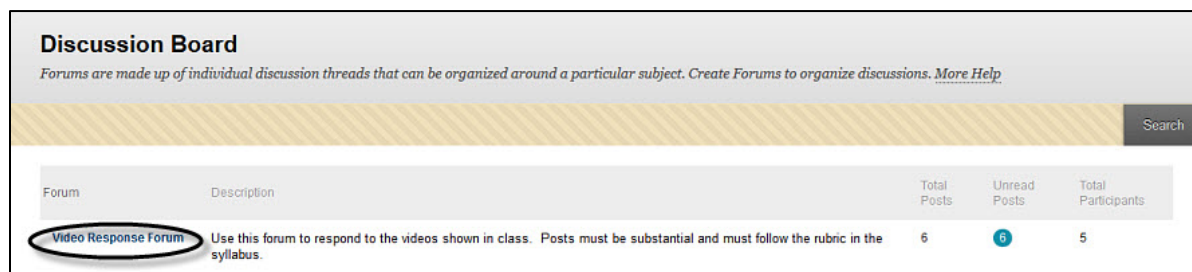 Discussion Board
Forums are made up of individual discussion threads that can be organized around a particular subject. Create Forums to organize discussions. More Help
Search
Forum Description Total Posts Unread Posts Total Participants
Video Response Forum Use this forum to respond to the videos shown in class. Posts must be substantial and must follow the rubric in the 6 6 5
syllabus.